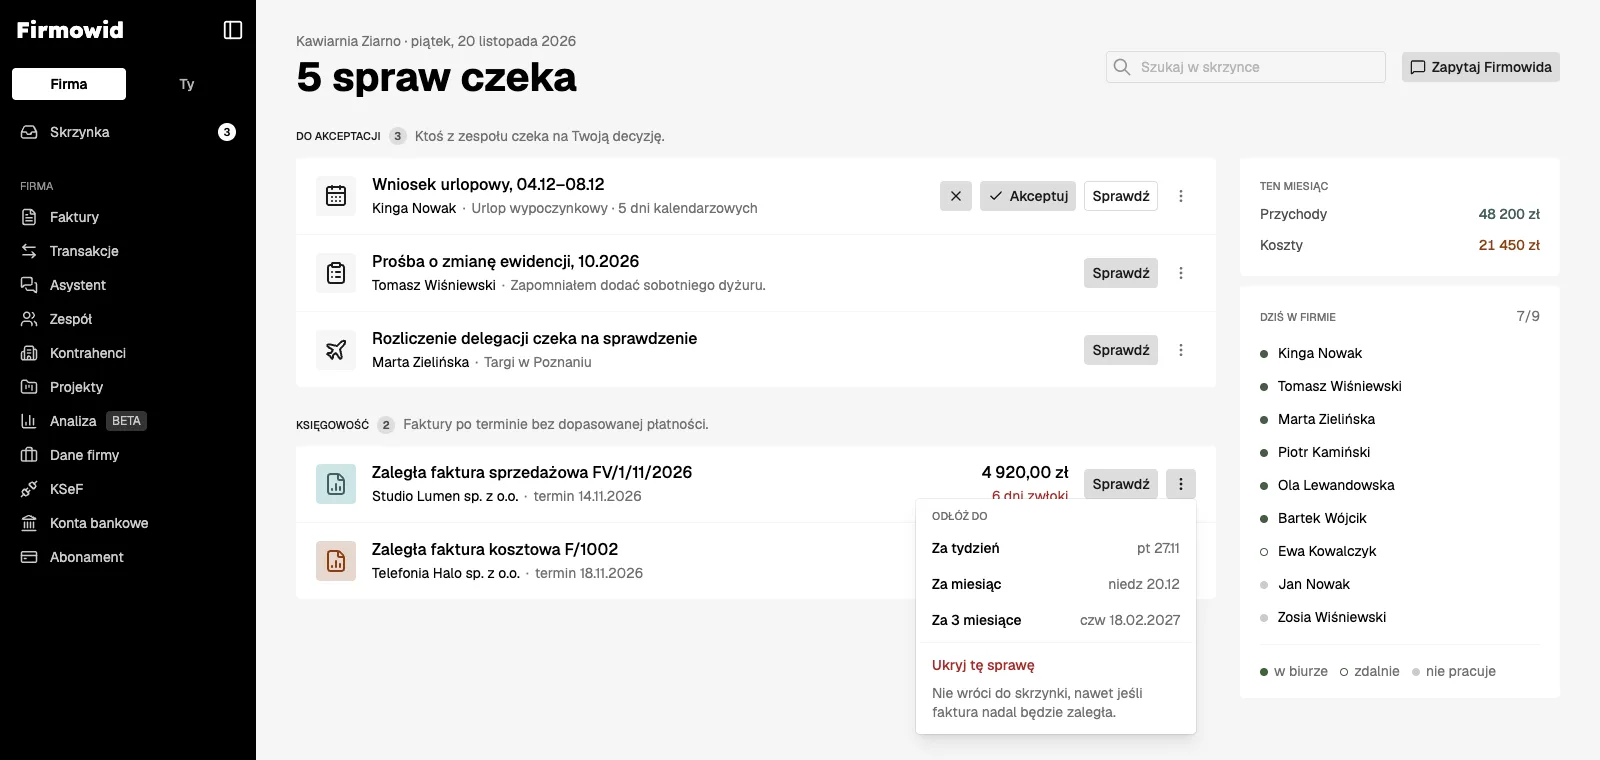 Firmowid
Firma
Ty
Skrzynka
3
FIRMA
Faktury
Transakcje
Asystent
Zespół
Kontrahenci
Projekty
Analiza BETA
Dane firmy
KSeF
Konta bankowe
Abonament
Kawiarnia Ziarno · piątek, 20 listopada 2026
5 spraw czeka
Szukaj w skrzynce
Zapytaj Firmowida
DO AKCEPTACJI 3 Ktoś z zespołu czeka na Twoją decyzję.
Wniosek urlopowy, 04.12–08.12
Kinga Nowak · Urlop wypoczynkowy · 5 dni kalendarzowych
Akceptuj
Sprawdź
Prośba o zmianę ewidencji, 10.2026
Tomasz Wiśniewski · Zapomniałem dodać sobotniego dyżuru.
Sprawdź
Rozliczenie delegacji czeka na sprawdzenie
Marta Zielińska · Targi w Poznaniu
Sprawdź
KSIĘGOWOŚĆ 2 Faktury po terminie bez dopasowanej płatności.
Zaległa faktura sprzedażowa FV/1/11/2026
Studio Lumen sp. z o.o. · termin 14.11.2026
4 920,00 zł
6 dni zwłoki
Sprawdź
Zaległa faktura kosztowa F/1002
Telefonia Halo sp. z o.o. · termin 18.11.2026
ODŁÓŻ DO
Za tydzień pt 27.11
Za miesiąc niedz 20.12
Za 3 miesiące czw 18.02.2027
Ukryj tę sprawę
Nie wróci do skrzynki, nawet jeśli
faktura nadal będzie zaległa.
TEN MIESIĄC
Przychody 48 200 zł
Koszty 21 450 zł
DZIŚ W FIRMIE 7/9
Kinga Nowak
Tomasz Wiśniewski
Marta Zielińska
Piotr Kamiński
Ola Lewandowska
Bartek Wójcik
Ewa Kowalczyk
Jan Nowak
Zosia Wiśniewski
w biurze zdalnie nie pracuje